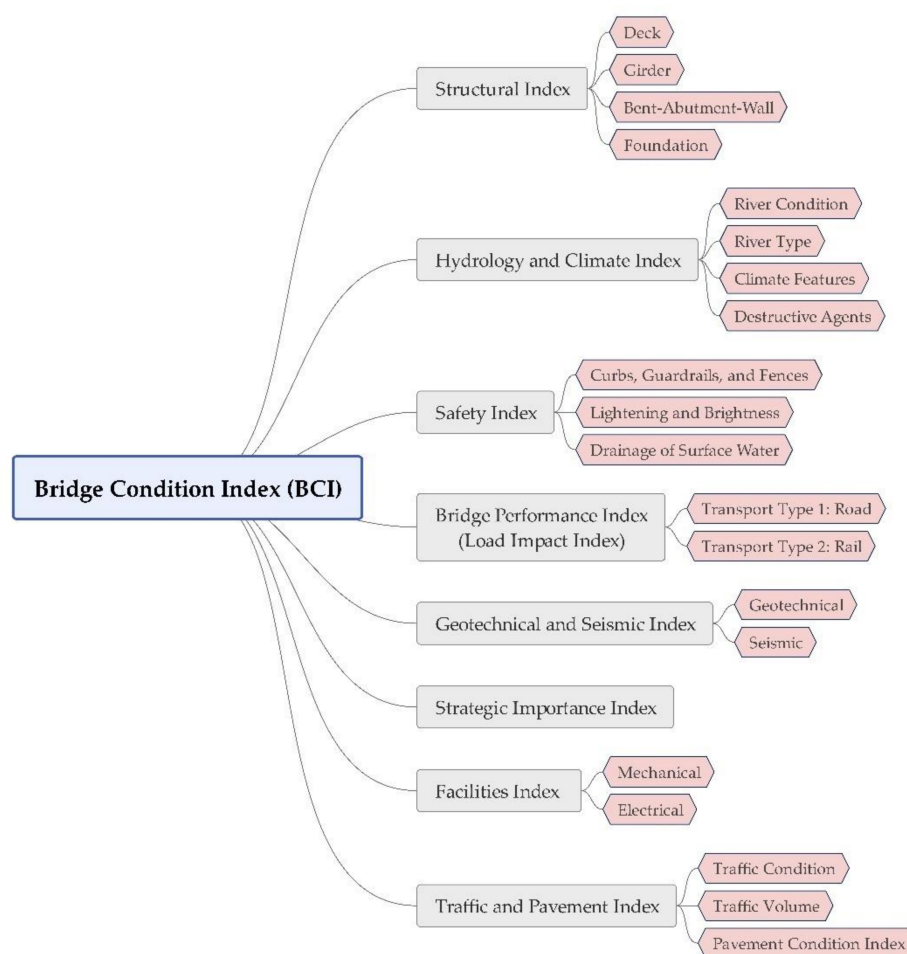 Bridge Condition Index (BCI)
Structural Index
Deck
Girder
Bent-Abutment-Wall
Foundation
Hydrology and Climate Index
River Condition
River Type
Climate Features
Destructive Agents
Safety Index
Curbs, Guardrails, and Fences
Lightening and Brightness
Drainage of Surface Water
Bridge Performance Index
(Load Impact Index)
Transport Type 1: Road
Transport Type 2: Rail
Geotechnical and Seismic Index
Geotechnical
Seismic
Strategic Importance Index
Facilities Index
Mechanical
Electrical
Traffic and Pavement Index
Traffic Condition
Traffic Volume
Pavement Condition Index